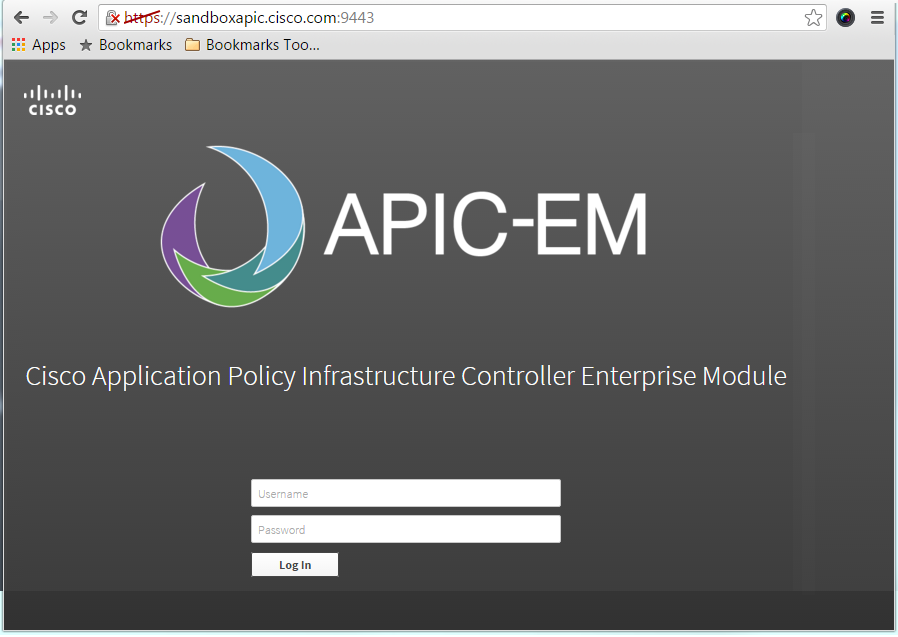 https://sandboxapic.cisco.com:9443
Apps Bookmarks Bookmarks Too...
CISCO
APIC-EM
Cisco Application Policy Infrastructure Controller Enterprise Module
Username
Password
Log In